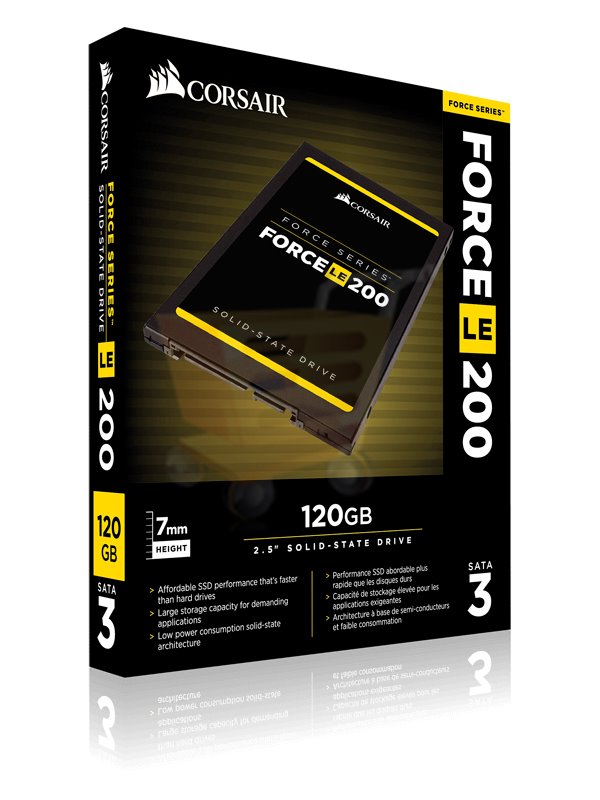 CORSAIR
FORCE SERIES™
SOLID-STATE DRIVE
LE
200
120
GB
SATA
3
CORSAIR
FORCE SERIES™
FORCE LE 200
CORSAIR
FORCE SERIES™
FORCE LE 200
SOLID-STATE DRIVE
7mm
HEIGHT
120GB
2.5" SOLID-STATE DRIVE
> Affordable SSD performance that's faster
than hard drives
> Large storage capacity for demanding
applications
> Low power consumption solid-state
architecture
> Performance SSD abordable plus
rapide que les disques durs
> Capacité de stockage élevée pour les
applications exigeantes
> Architecture à base de semi-conducteurs
et faible consommation
SATA
3